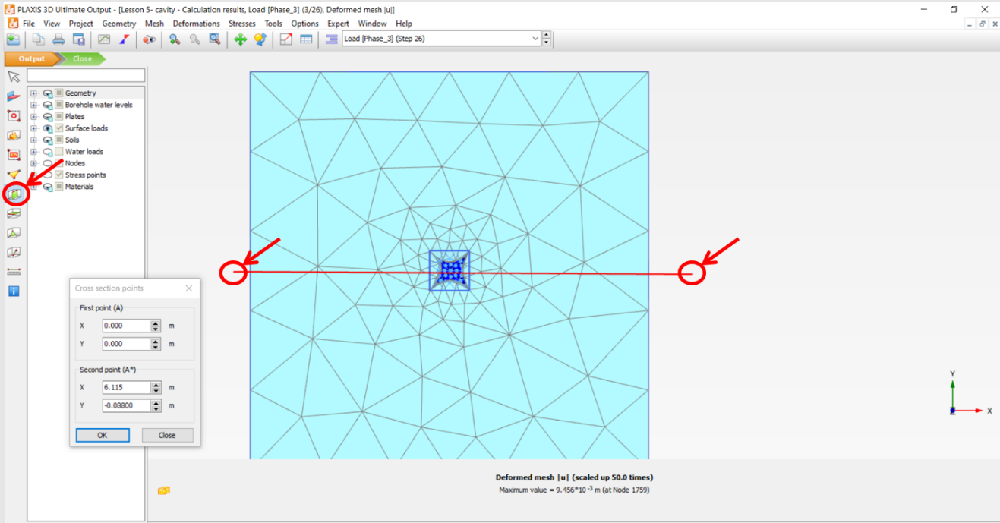 PLAXIS 3D Ultimate Output - [Lesson 5- cavity - Calculation results, Load [Phase_3] (3/26), Deformed mesh |u|]
File View Project Geometry Mesh Deformations Stresses Tools Options Expert Window Help
Load [Phase_3] (Step 26)
Output Close
Geometry
Borehole water levels
Plates
Surface loads
Soils
Water loads
Nodes
Stress points
Materials
Cross section points
First point (A)
X 0.000 m
Y 0.000 m
Second point (A*)
X 6.115 m
Y -0.08800 m
OK Close
Y
Z X
Deformed mesh |u| (scaled up 50.0 times)
Maximum value = 9.456*10 -3 m (at Node 1759)